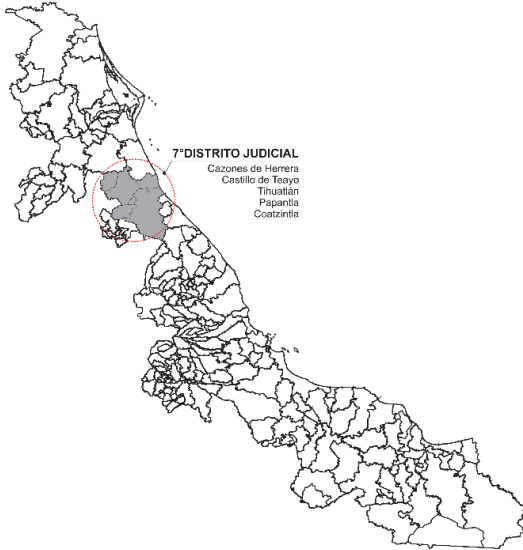 7°DISTRITO JUDICIAL
Cazones de Herrera
Castillo de Teayo
Tihuatlán
Papantla
Coatzintla